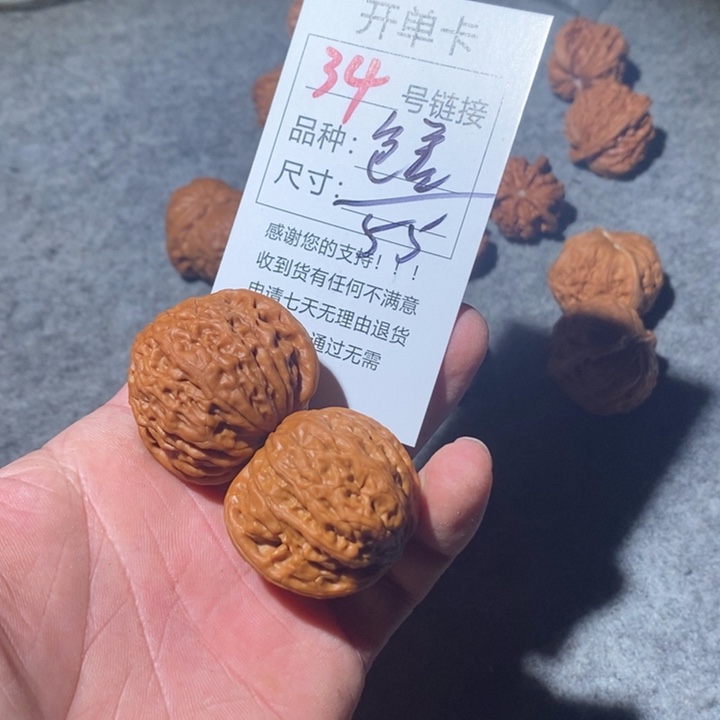 开单卡
34 号链接
品种：
尺寸：
55
感谢您的支持！！！
收到货有任何不满意
申请七天无理由退货
通过无需